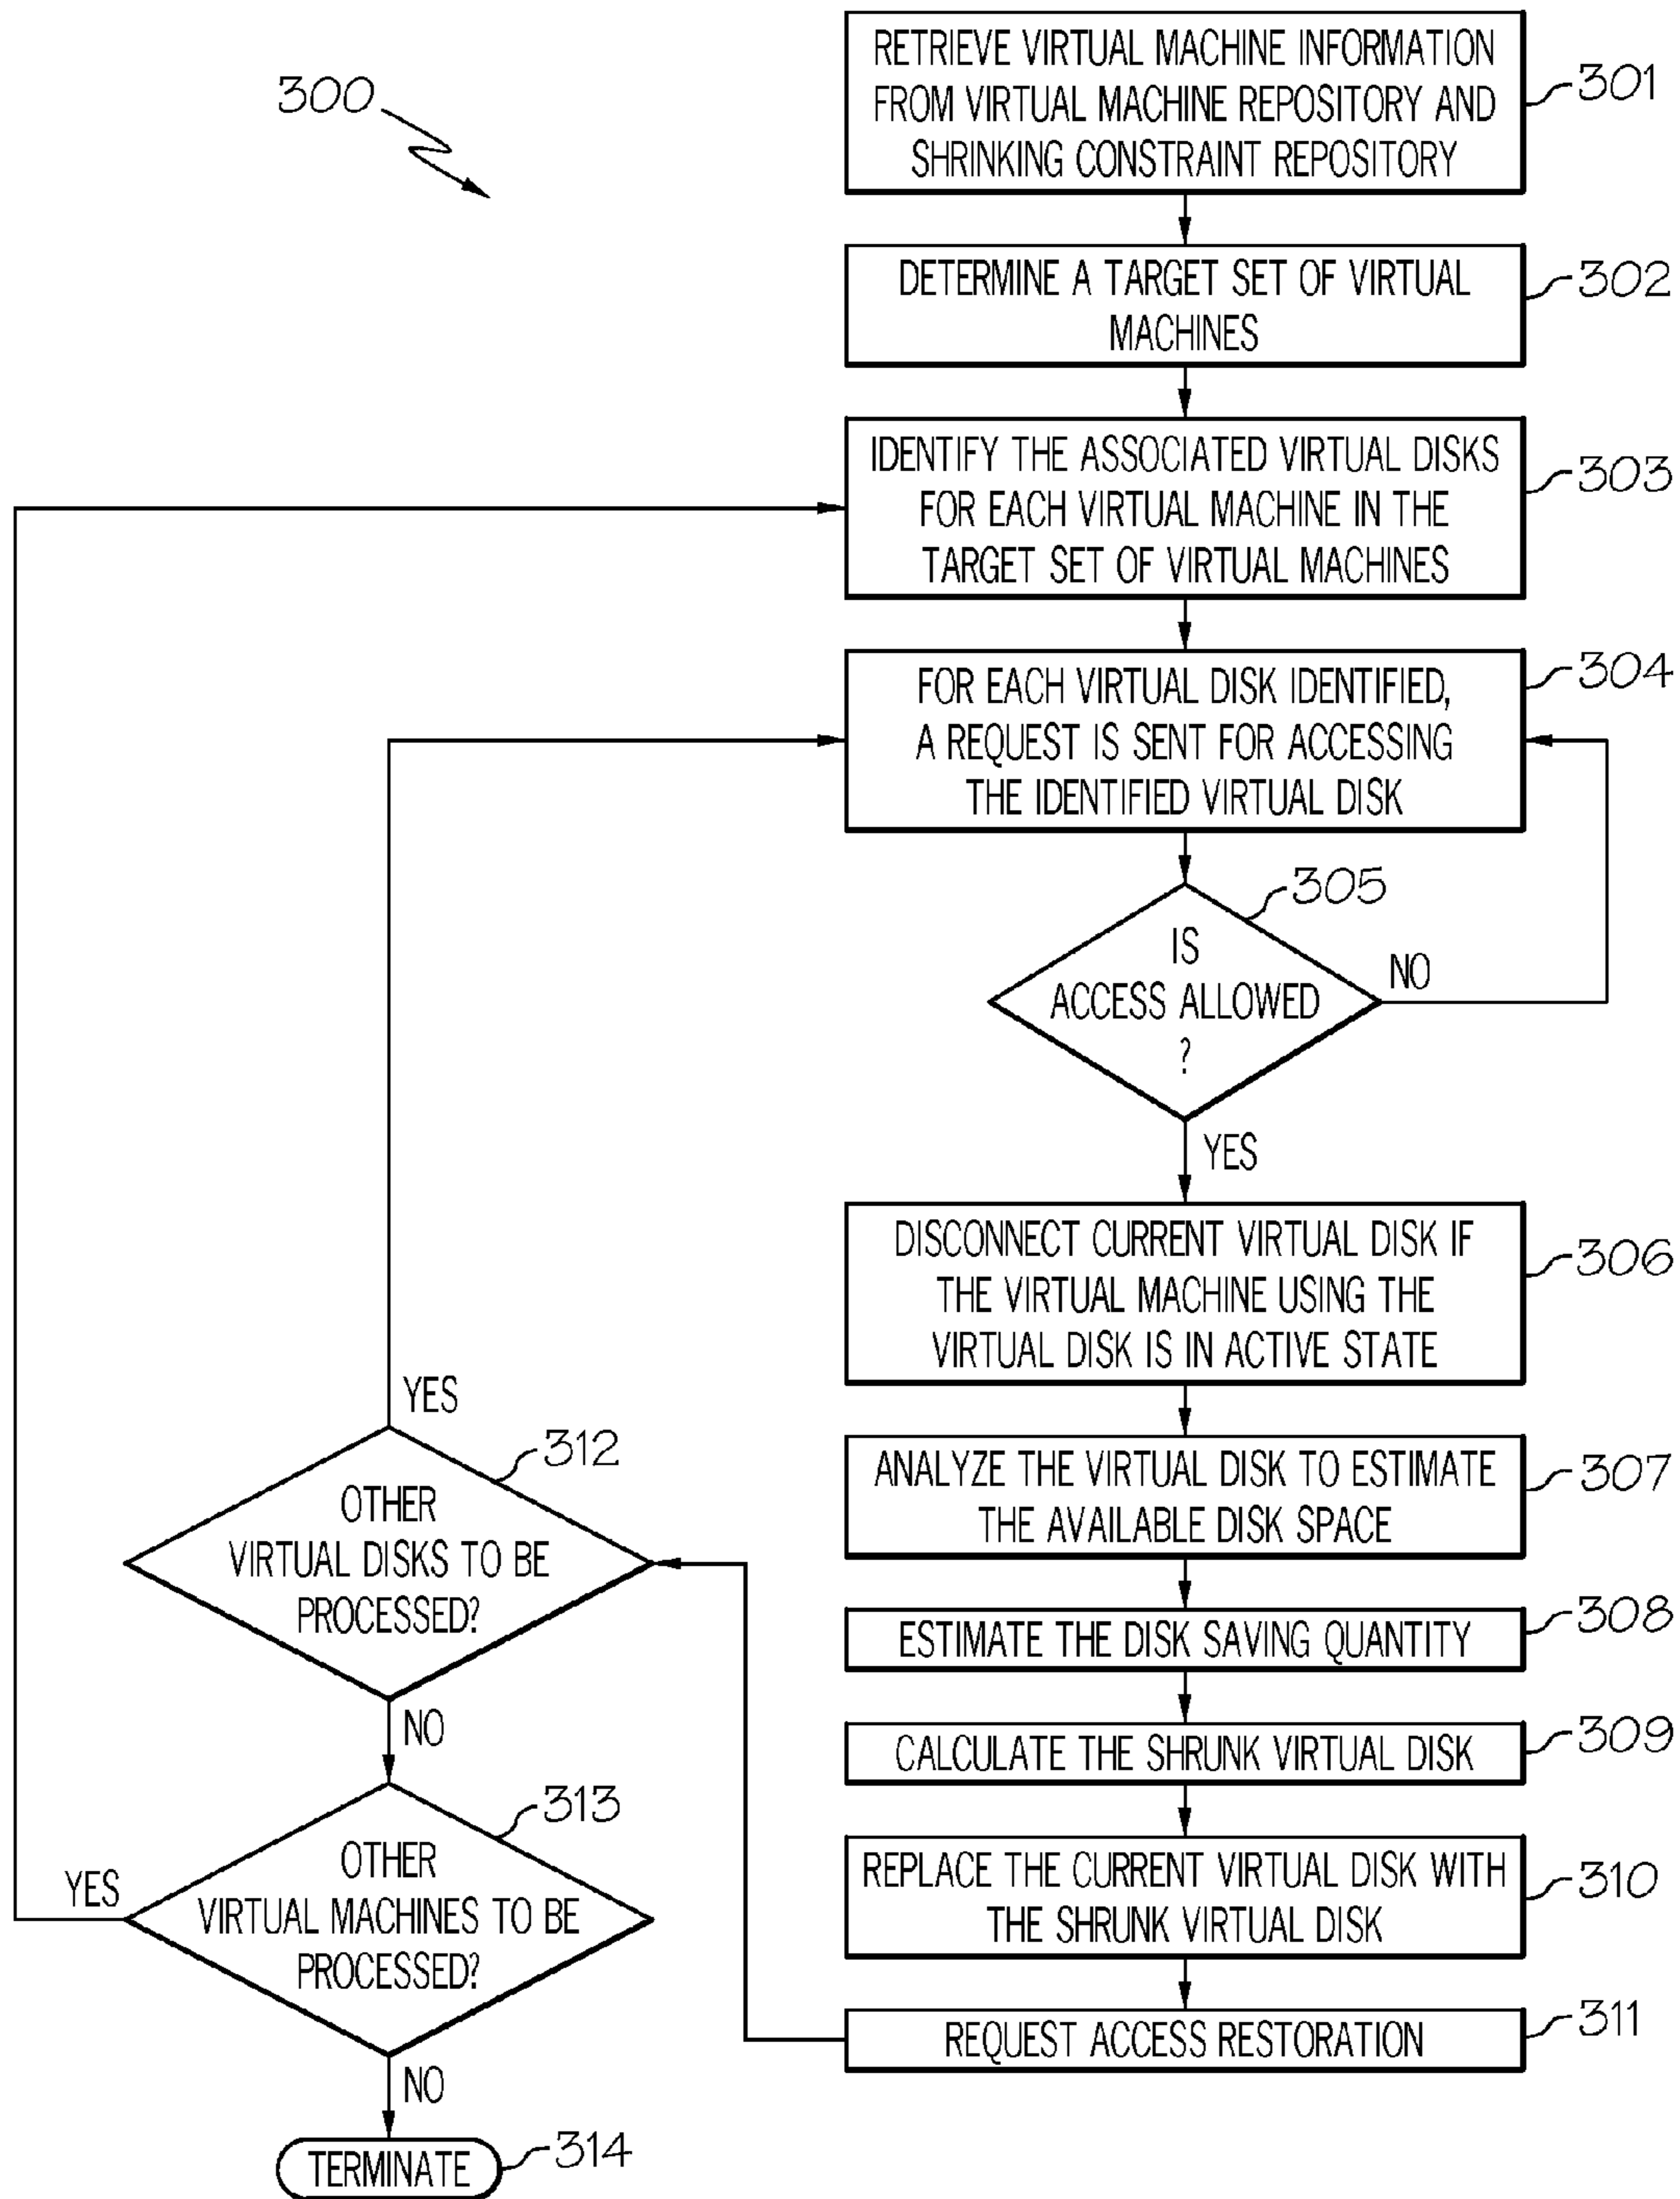 300
RETRIEVE VIRTUAL MACHINE INFORMATION
FROM VIRTUAL MACHINE REPOSITORY AND
SHRINKING CONSTRAINT REPOSITORY
301
DETERMINE A TARGET SET OF VIRTUAL
MACHINES
302
IDENTIFY THE ASSOCIATED VIRTUAL DISKS
FOR EACH VIRTUAL MACHINE IN THE
TARGET SET OF VIRTUAL MACHINES
303
FOR EACH VIRTUAL DISK IDENTIFIED,
A REQUEST IS SENT FOR ACCESSING
THE IDENTIFIED VIRTUAL DISK
304
305
IS
ACCESS ALLOWED
?
NO
YES
DISCONNECT CURRENT VIRTUAL DISK IF
THE VIRTUAL MACHINE USING THE
VIRTUAL DISK IS IN ACTIVE STATE
306
ANALYZE THE VIRTUAL DISK TO ESTIMATE
THE AVAILABLE DISK SPACE
307
ESTIMATE THE DISK SAVING QUANTITY
308
CALCULATE THE SHRUNK VIRTUAL DISK
309
REPLACE THE CURRENT VIRTUAL DISK WITH
THE SHRUNK VIRTUAL DISK
310
REQUEST ACCESS RESTORATION
311
YES
312
OTHER
VIRTUAL DISKS TO BE
PROCESSED?
NO
313
OTHER
VIRTUAL MACHINES TO BE
PROCESSED?
YES
NO
TERMINATE
314